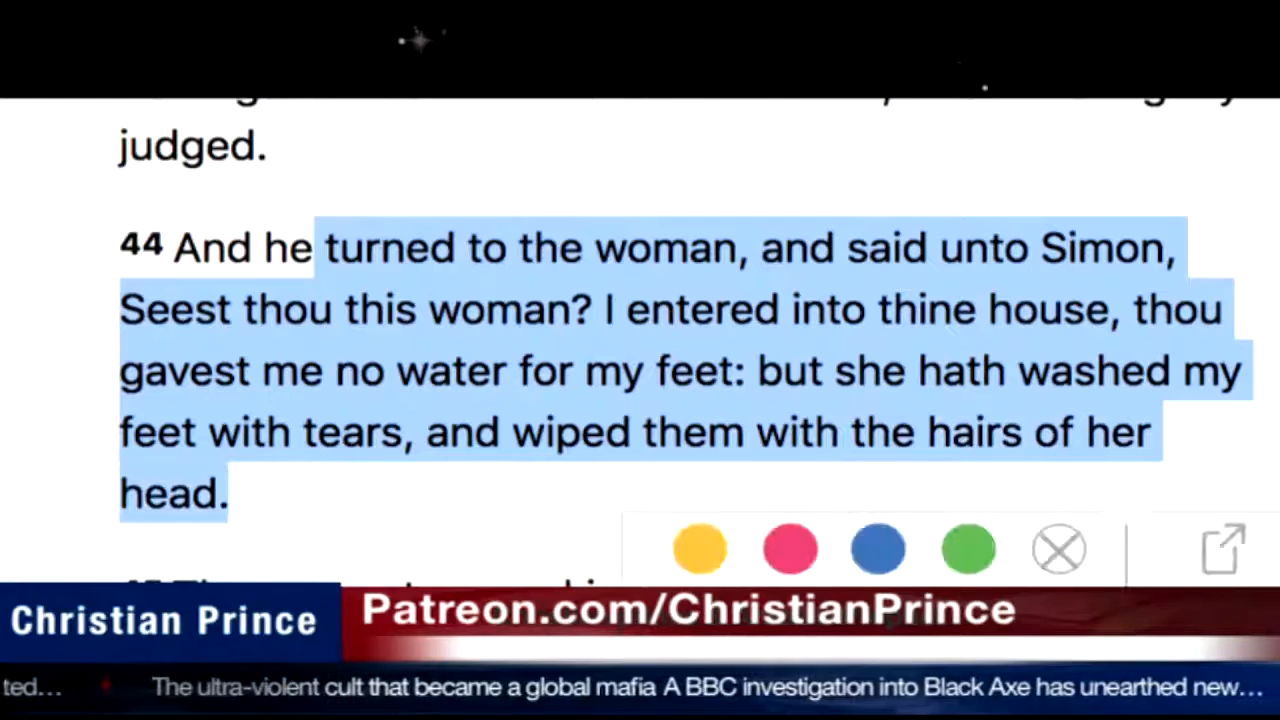 judged.
44 And he turned to the woman, and said unto Simon,
Seest thou this woman? I entered into thine house, thou
gavest me no water for my feet: but she hath washed my
feet with tears, and wiped them with the hairs of her
head.
Christian Prince
Patreon.com/ChristianPrince
ted... The ultra-violent cult that became a global mafia A BBC investigation into Black Axe has unearthed new...